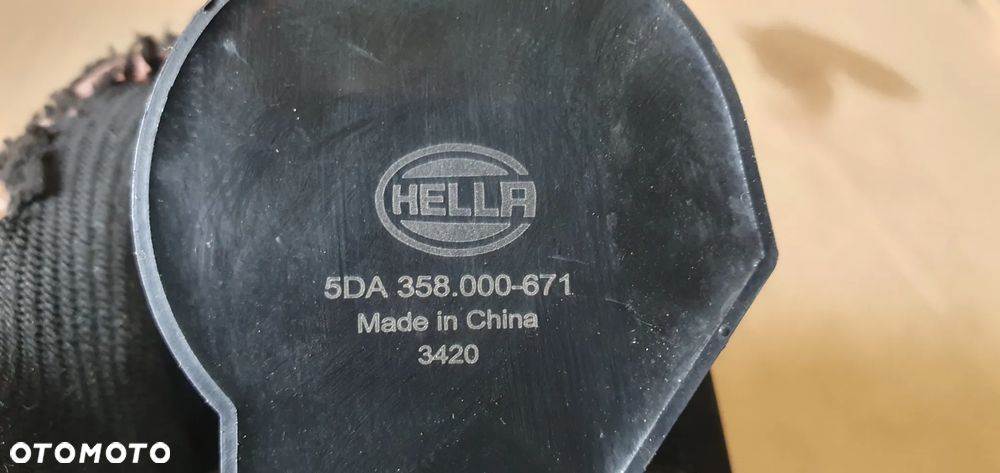 HELLA
5DA 358.000-671
Made in China
3420
OTOMOTO